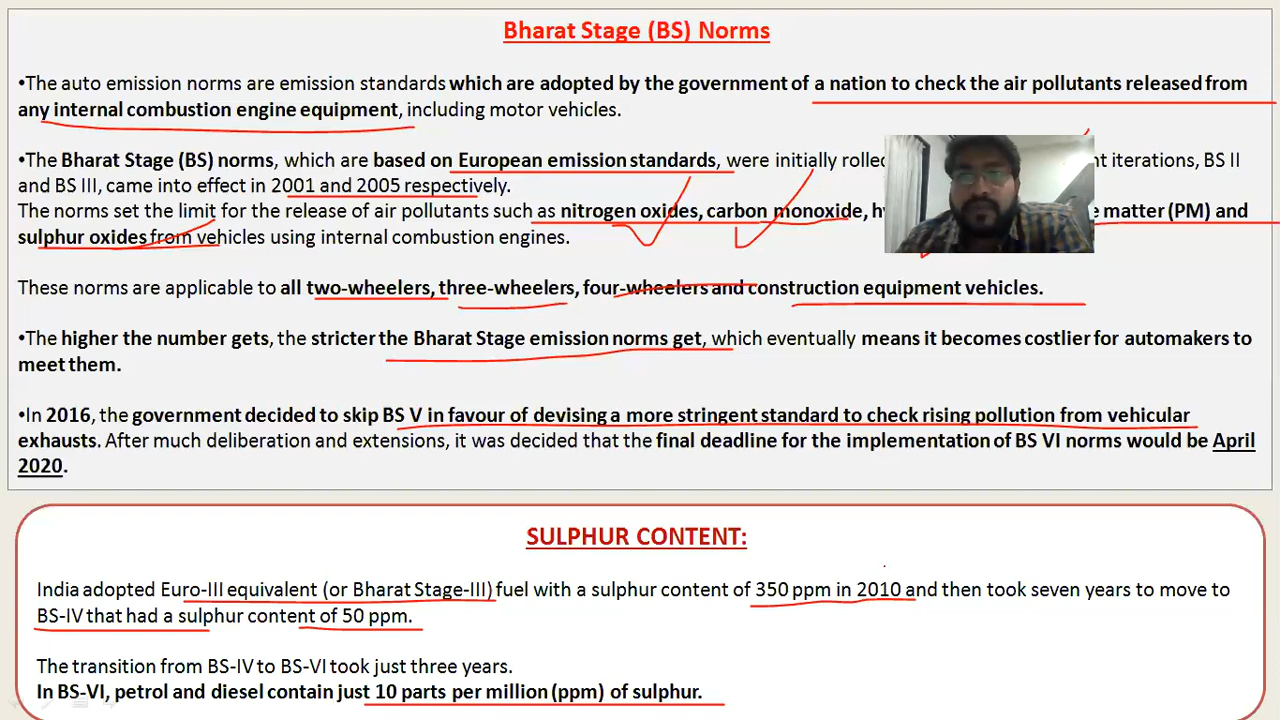 Bharat Stage (BS) Norms
•The auto emission norms are emission standards which are adopted by the government of a nation to check the air pollutants released from
any internal combustion engine equipment, including motor vehicles.
•The Bharat Stage (BS) norms, which are based on European emission standards, were initially rolled iterations, BS II
and BS III, came into effect in 2001 and 2005 respectively.
The norms set the limit for the release of air pollutants such as nitrogen oxides, carbon monoxide, matter (PM) and
sulphur oxides from vehicles using internal combustion engines.
These norms are applicable to all two-wheelers, three-wheelers, four-wheelers and construction equipment vehicles.
•The higher the number gets, the stricter the Bharat Stage emission norms get, which eventually means it becomes costlier for automakers to
meet them.
•In 2016, the government decided to skip BS V in favour of devising a more stringent standard to check rising pollution from vehicular
exhausts. After much deliberation and extensions, it was decided that the final deadline for the implementation of BS VI norms would be April
2020.
SULPHUR CONTENT:
India adopted Euro-III equivalent (or Bharat Stage-III) fuel with a sulphur content of 350 ppm in 2010 and then took seven years to move to
BS-IV that had a sulphur content of 50 ppm.
The transition from BS-IV to BS-VI took just three years.
In BS-VI, petrol and diesel contain just 10 parts per million (ppm) of sulphur.